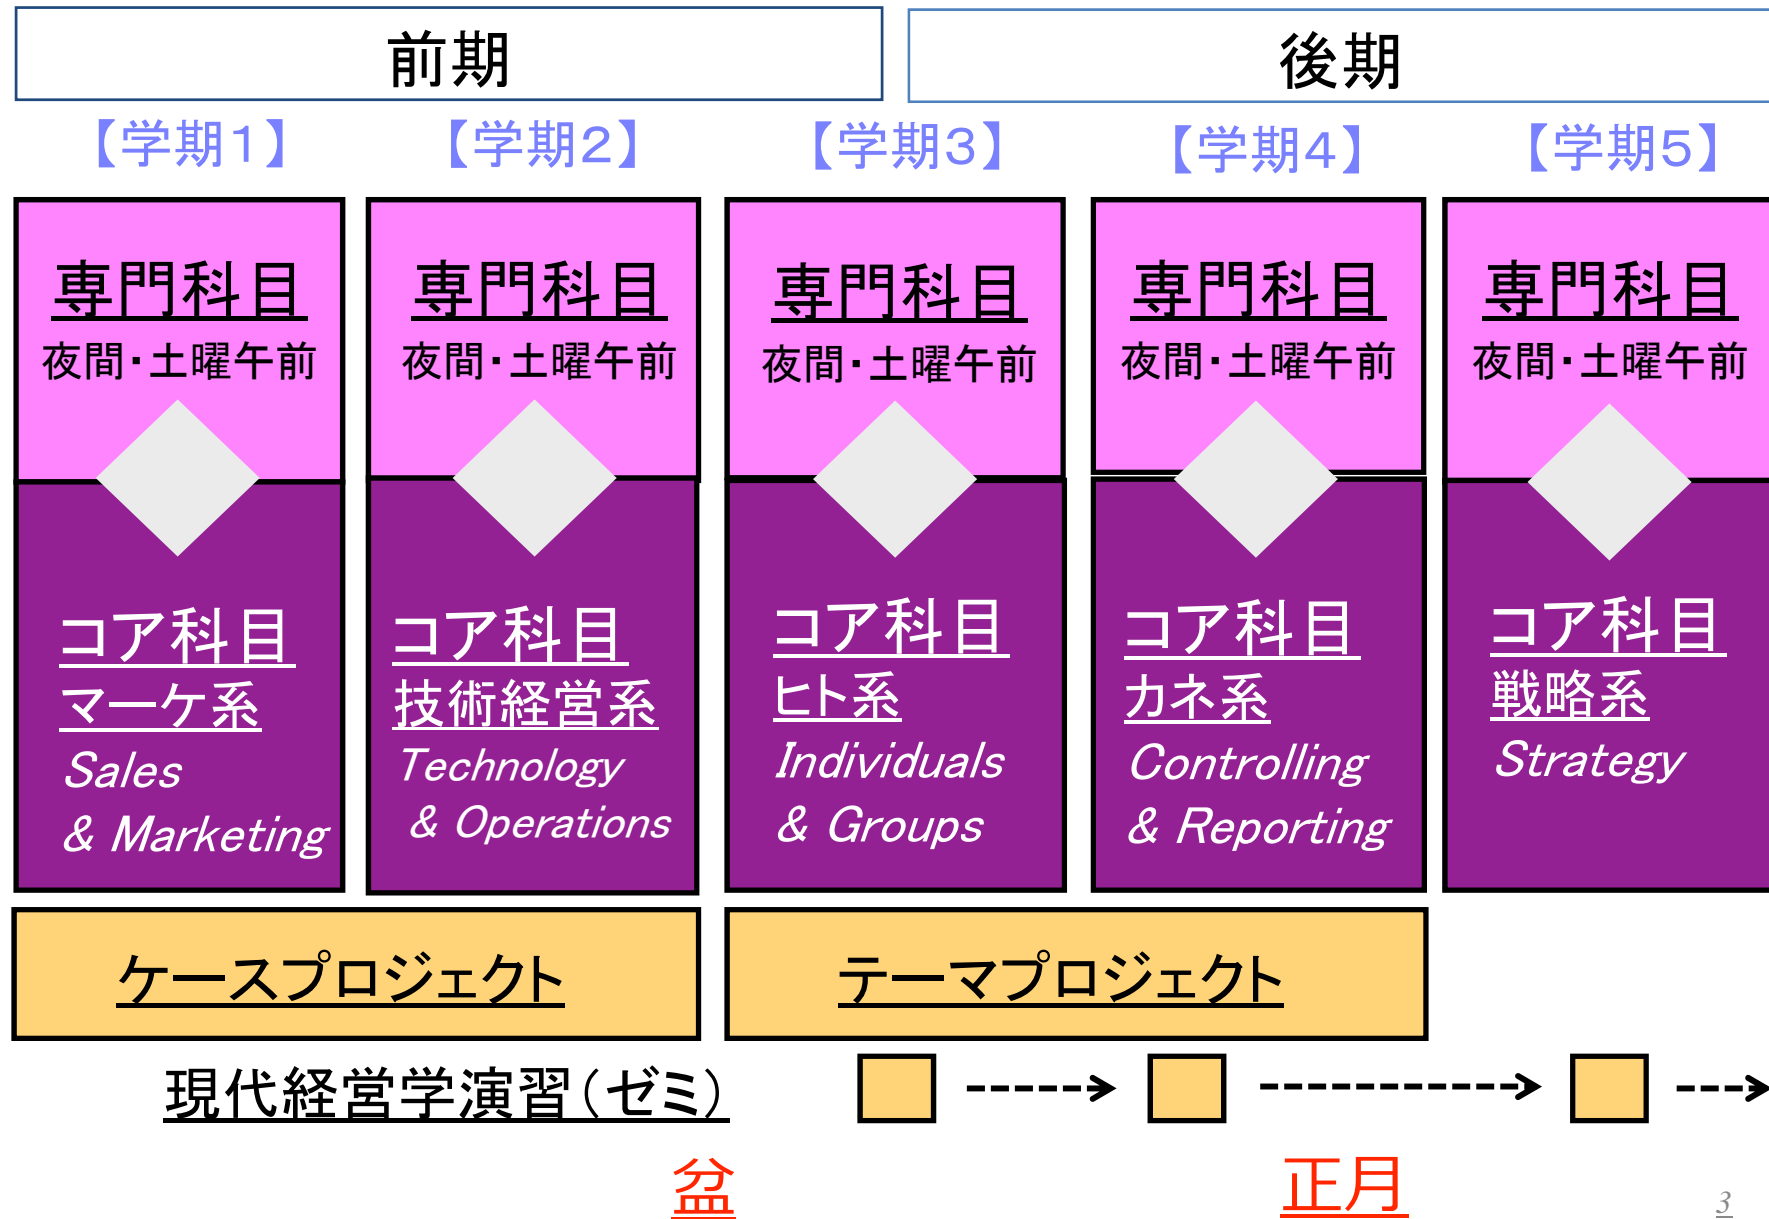 前期
後期
【学期1】
【学期2】
【学期3】
【学期4】
【学期5】
専門科目
夜間・土曜午前
専門科目
夜間・土曜午前
専門科目
夜間・土曜午前
専門科目
夜間・土曜午前
専門科目
夜間・土曜午前
コア科目
マーケ系
Sales
& Marketing
コア科目
技術経営系
Technology
& Operations
コア科目
ヒト系
Individuals
& Groups
コア科目
カネ系
Controlling
& Reporting
コア科目
戦略系
Strategy
ケースプロジェクト
テーマプロジェクト
現代経営学演習(ゼミ)
盆
正月
3